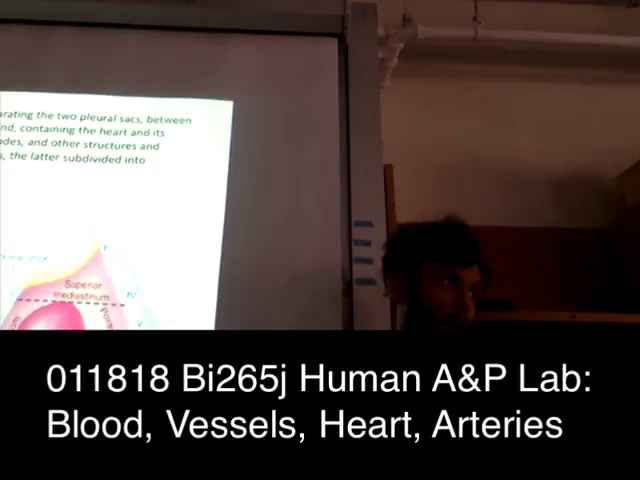 arating the two pleural sacs, between
nd, containing the heart and its
odes, and other structures and
s, the latter subdivided into
Superior
mediastinum
IV
V
011818 Bi265j Human A&P Lab:
Blood, Vessels, Heart, Arteries